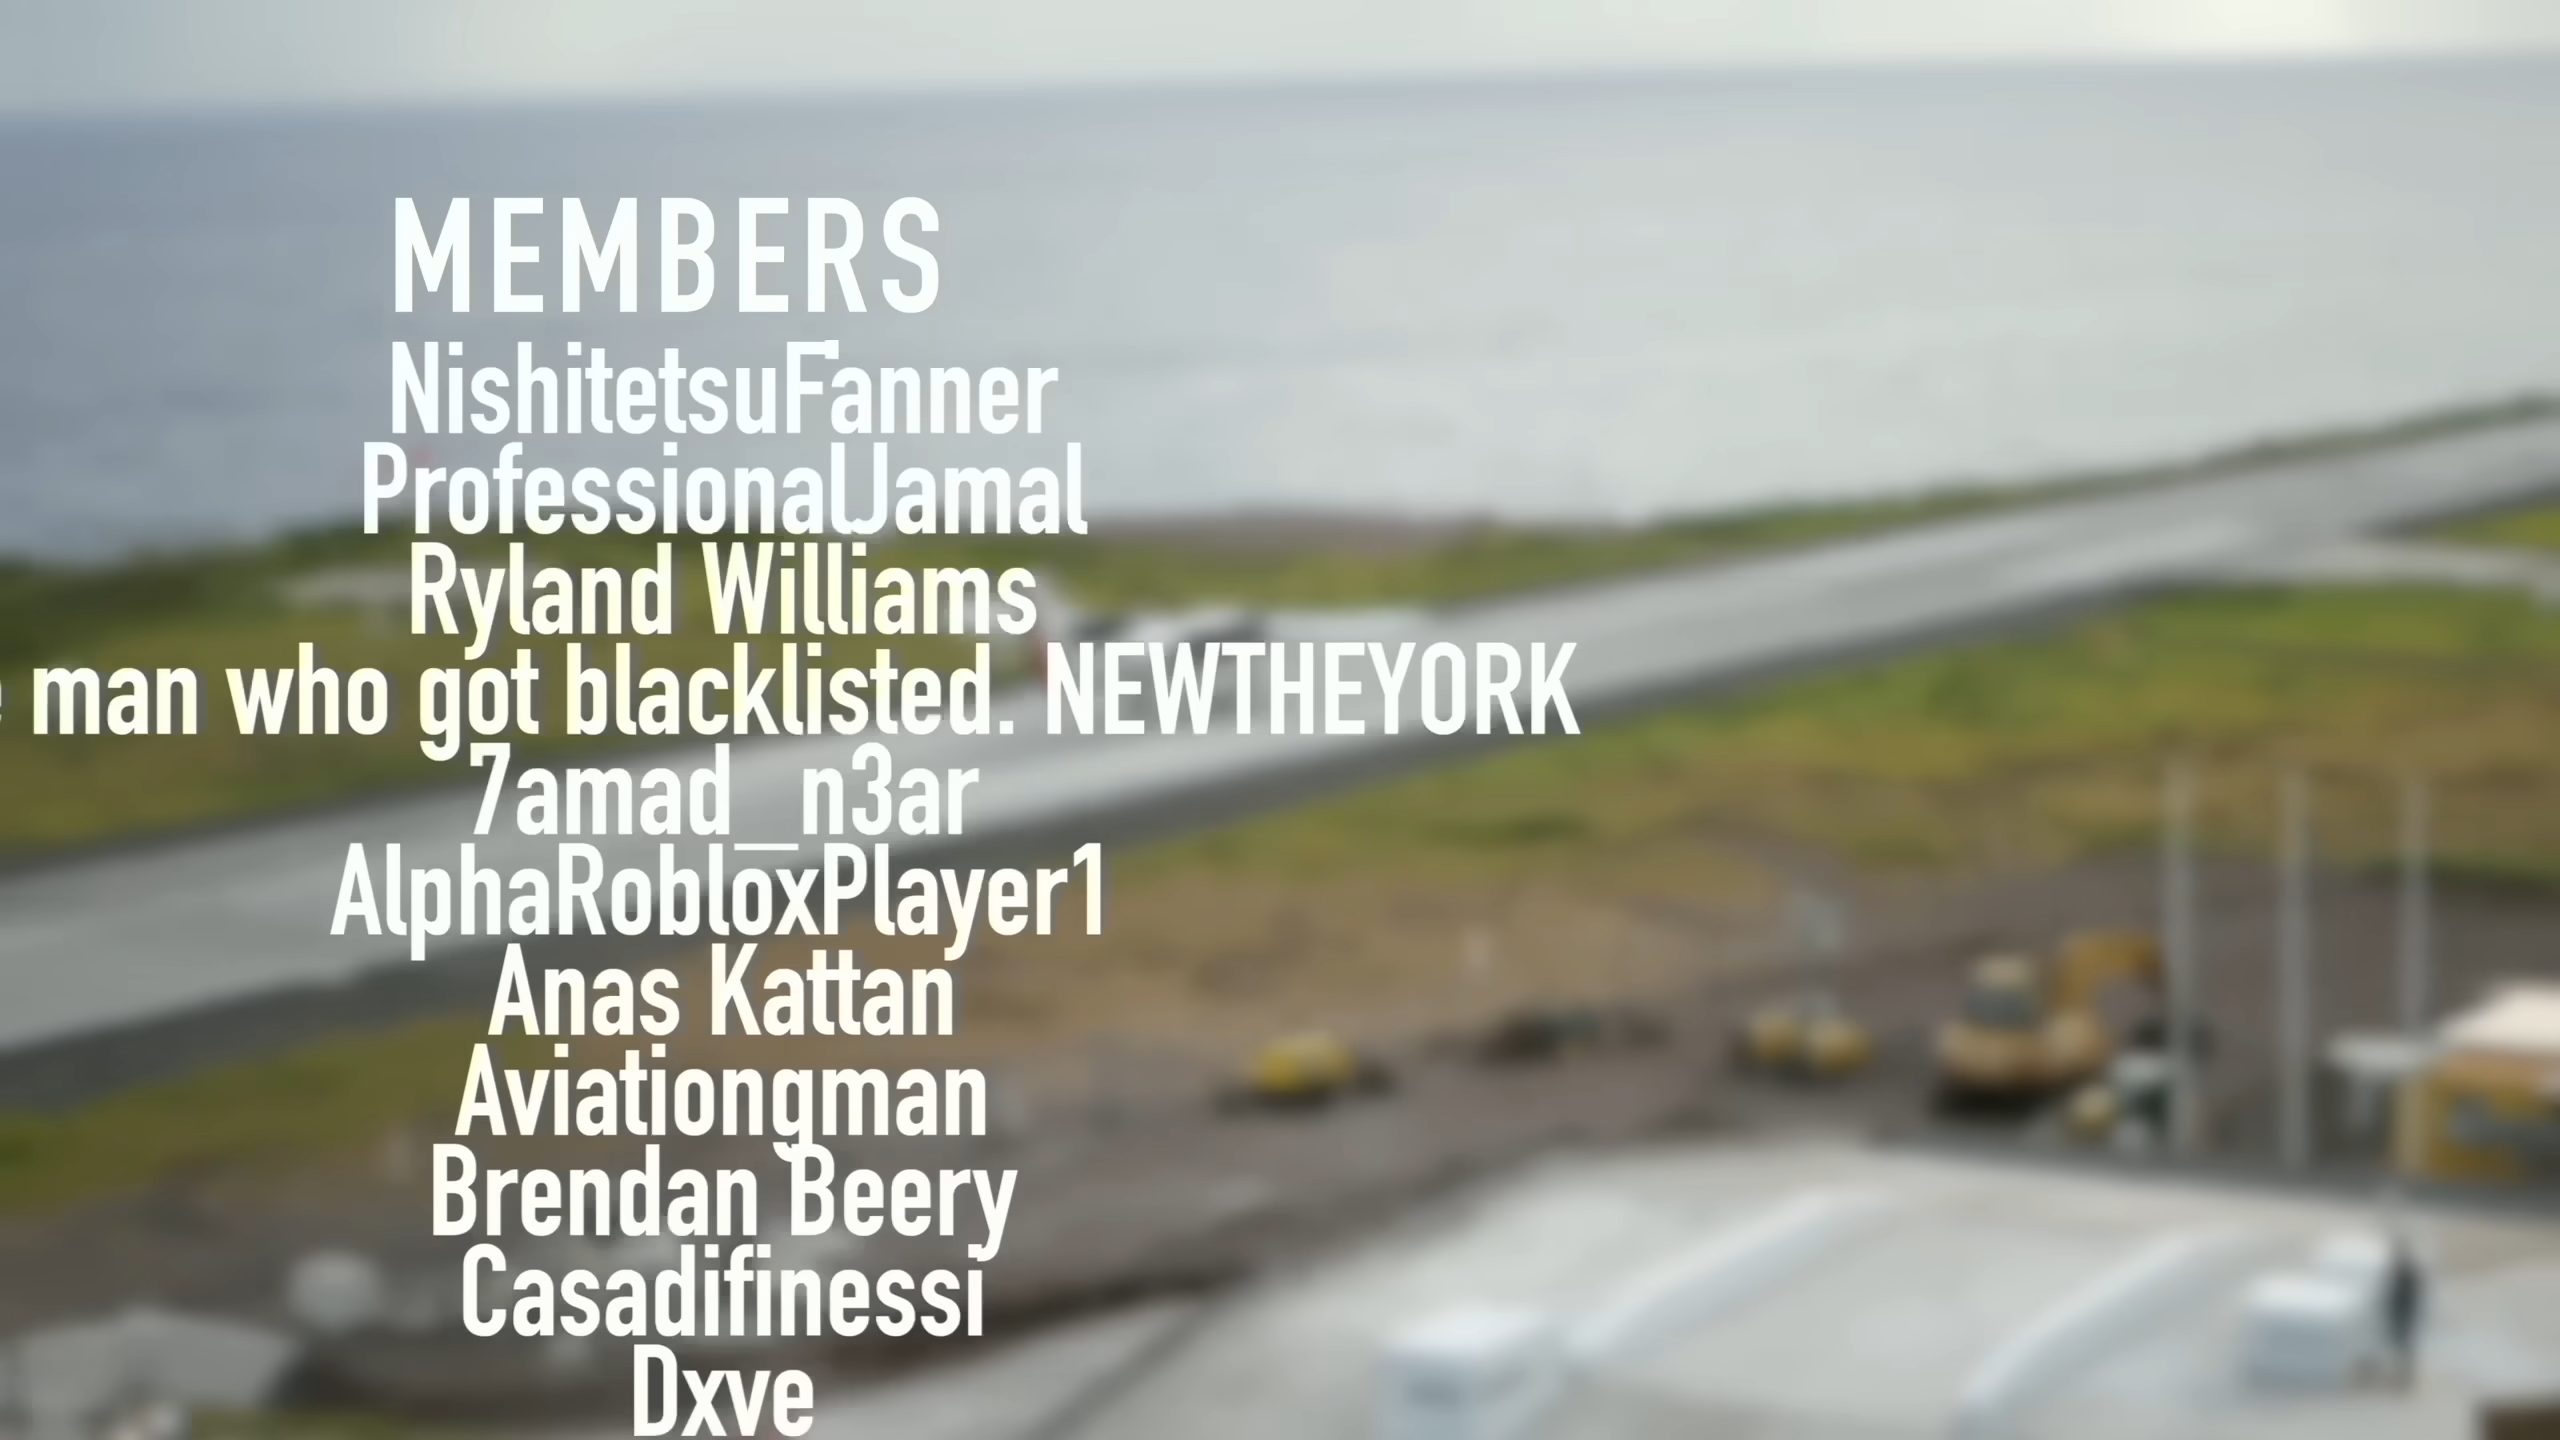 MEMBERS
NishitetsuFanner
ProfessionalJamal
Ryland Williams
man who got blacklisted. NEWTHEYORK
7amad_n3ar
AlphaRobloxPlayer1
Anas Kattan
Aviationgman
Brendan Beery
Casadifinessi
Dxve